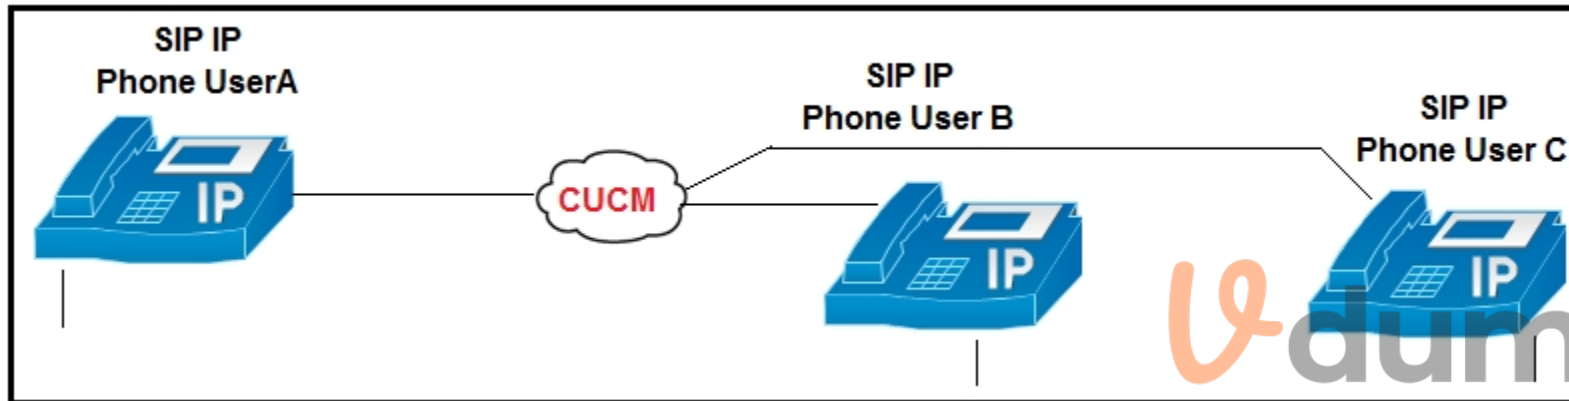 SIP IP
Phone UserA
SIP IP
Phone User B
SIP IP
Phone User C
IP
CUCM
IP
IP